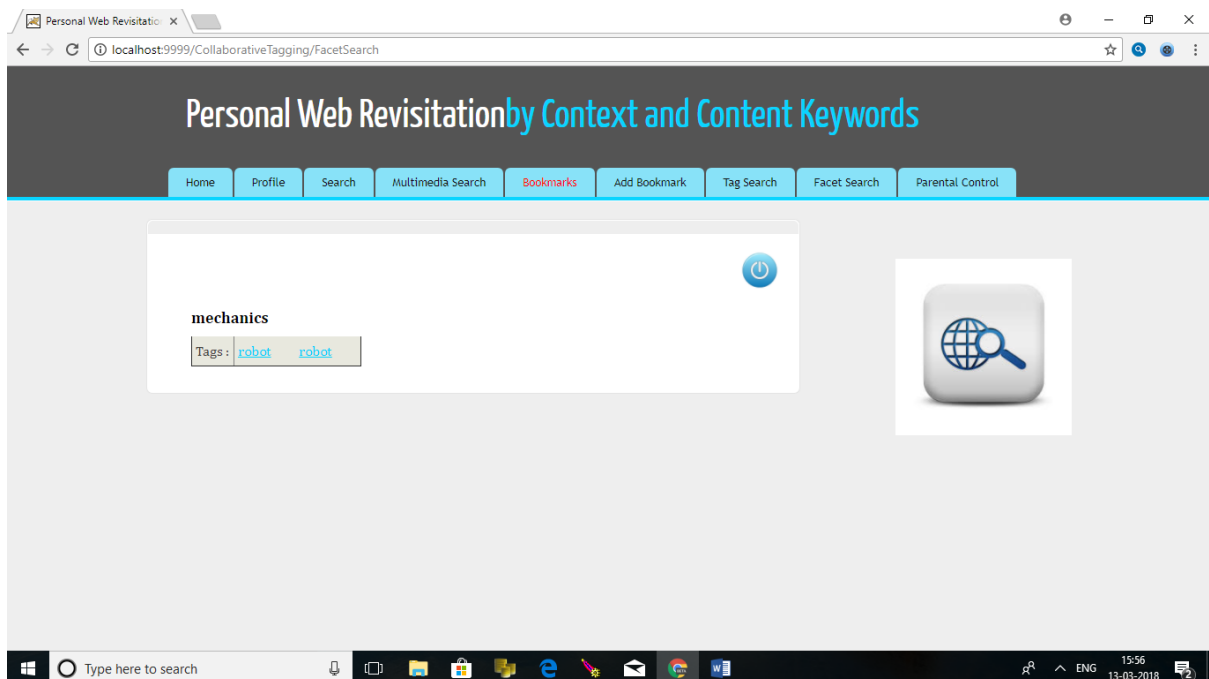 Personal Web Revisitatio
localhost:9999/CollaborativeTagging/FacetSearch
Personal Web Revisitationby Context and Content Keywords
Home Profile Search Multimedia Search Bookmarks Add Bookmark Tag Search Facet Search Parental Control
mechanics
Tags : robot robot
Type here to search ENG 15:56
13-03-2018